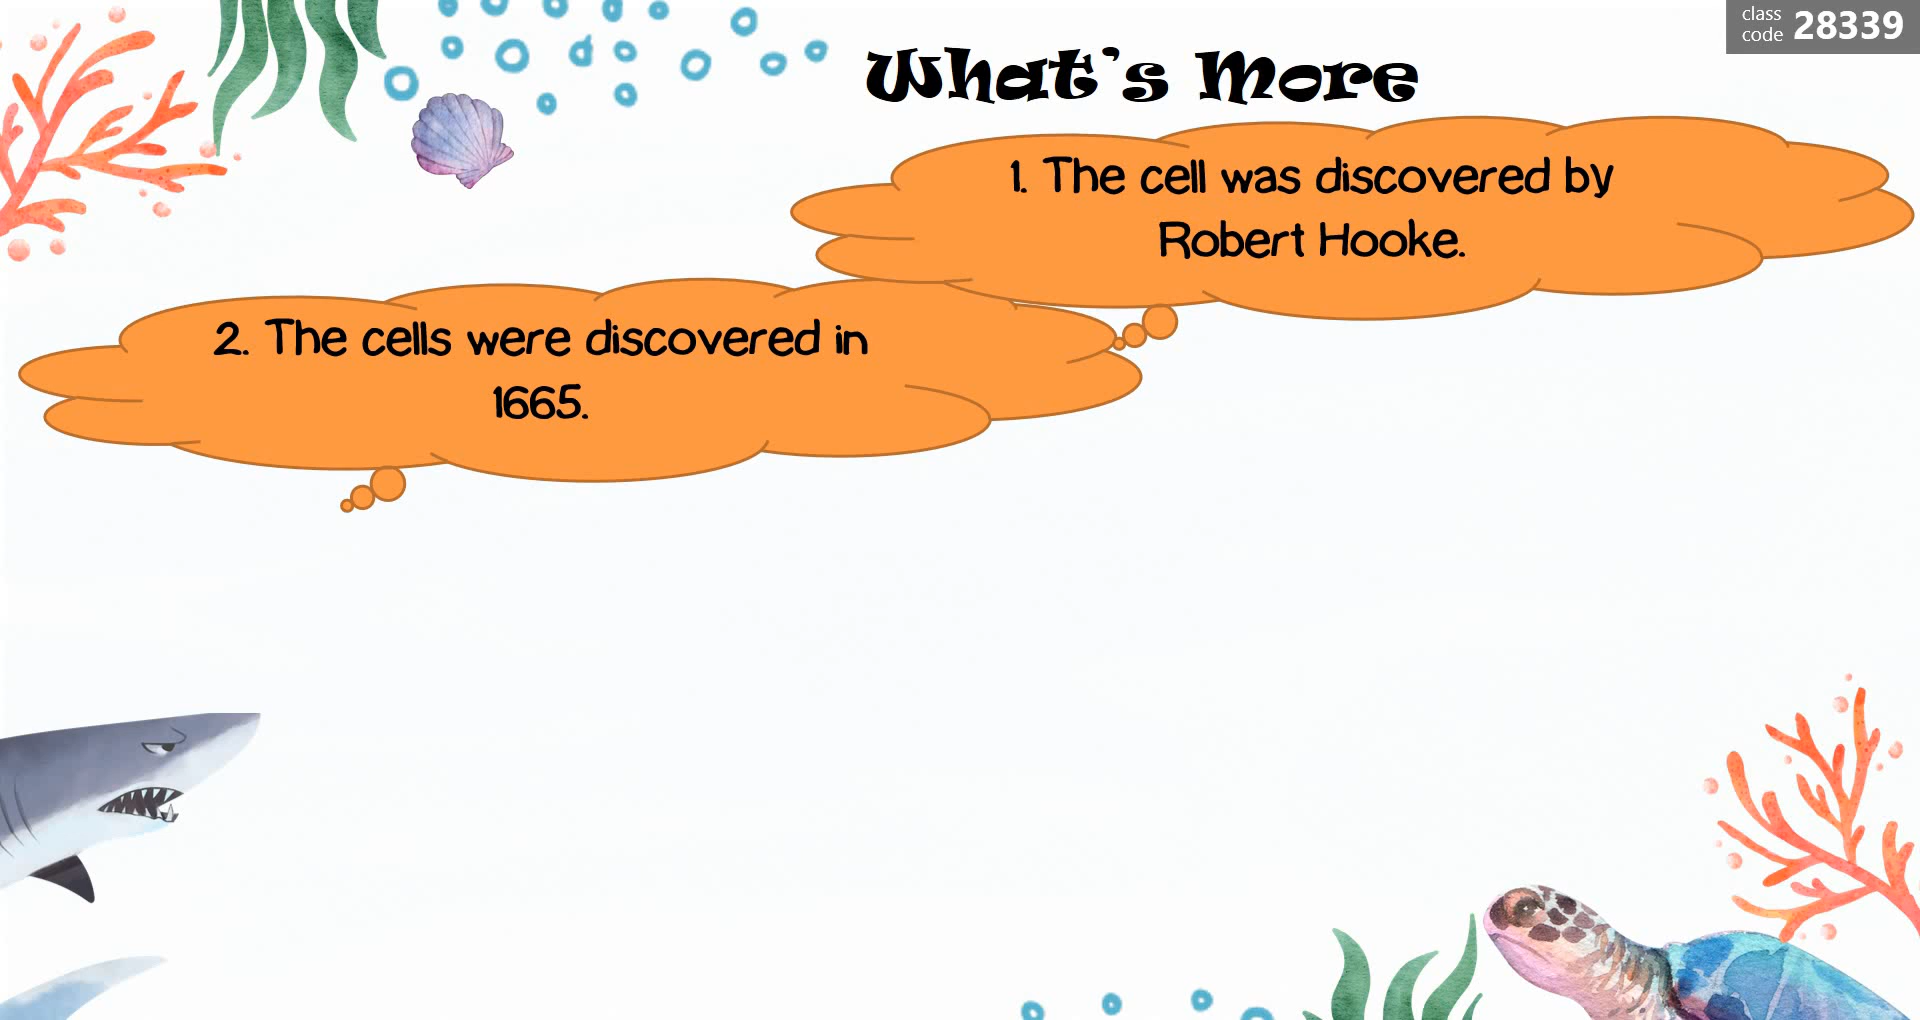 class
code 28339
What's More
1. The cell was discovered by
Robert Hooke.
2. The cells were discovered in
1665.